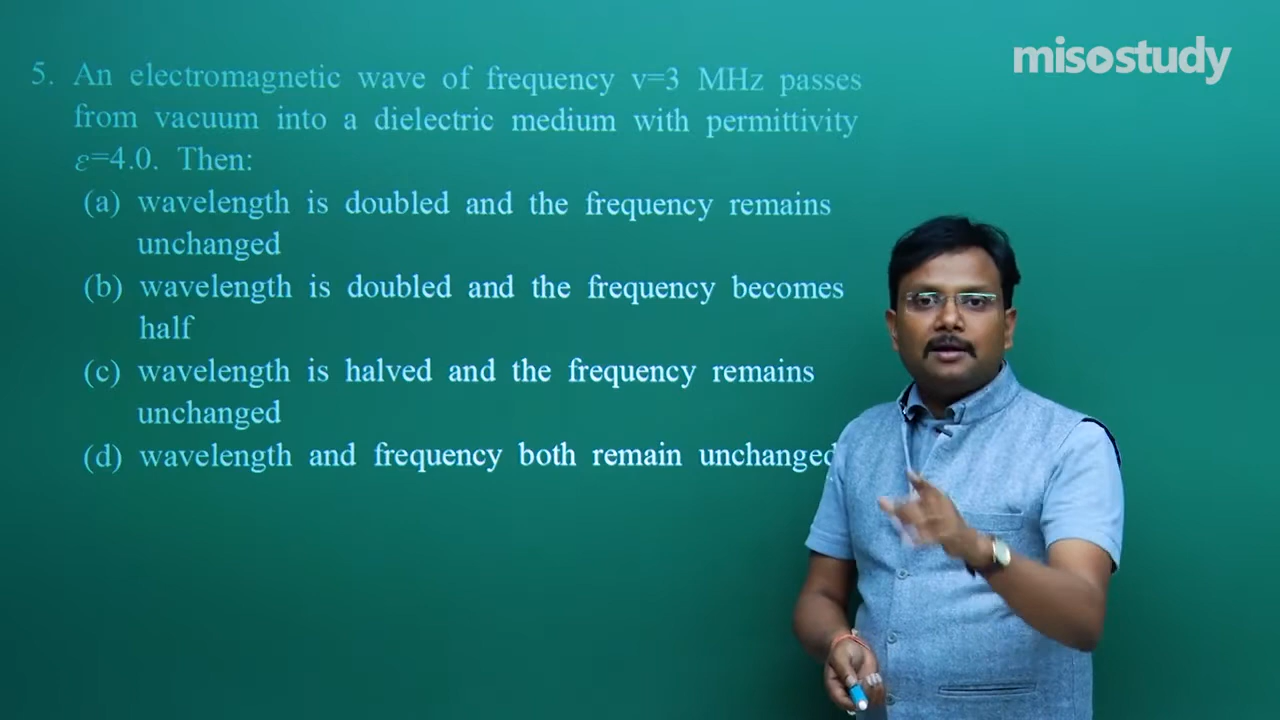 misostudy
5. An electromagnetic wave of frequency ν=3 MHz passes
from vacuum into a dielectric medium with permittivity
ε=4.0. Then:
(a) wavelength is doubled and the frequency remains
unchanged
(b) wavelength is doubled and the frequency becomes
half
(c) wavelength is halved and the frequency remains
unchanged
(d) wavelength and frequency both remain unchanged